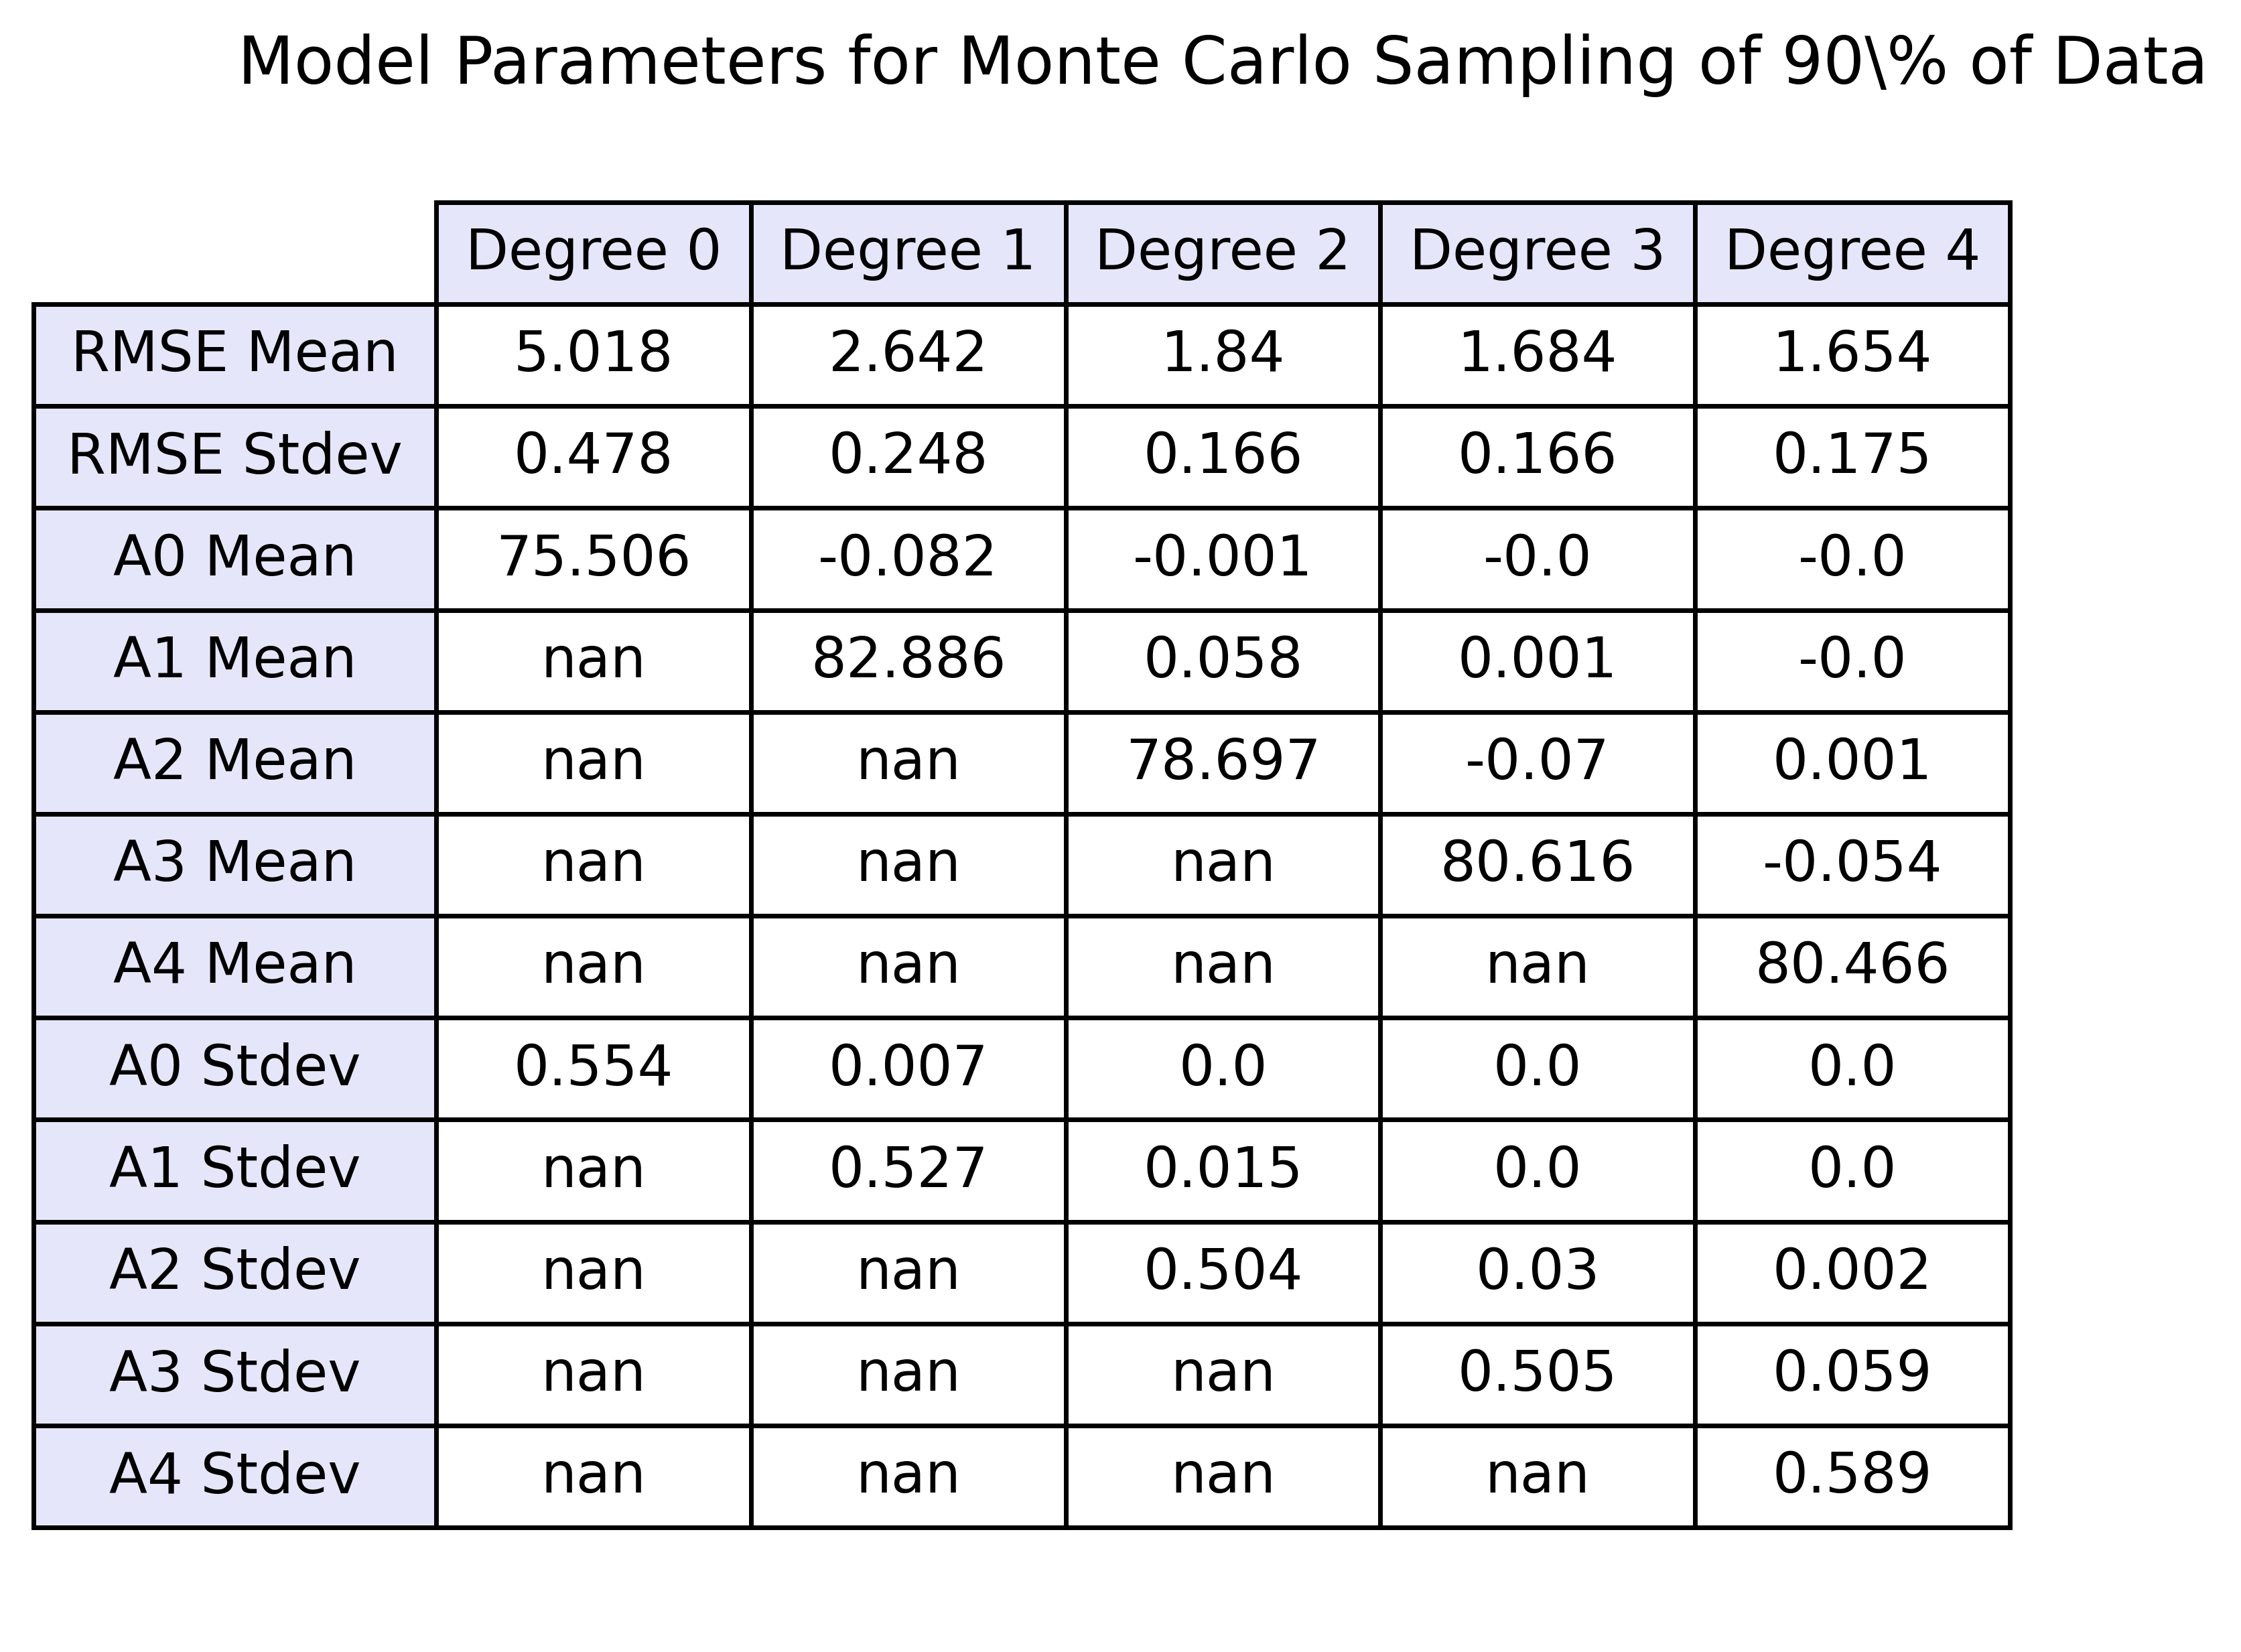 Model Parameters for Monte Carlo Sampling of 90\% of Data
Degree 0 Degree 1 Degree 2 Degree 3 Degree 4
RMSE Mean 5.018 2.642 1.84 1.684 1.654
RMSE Stdev 0.478 0.248 0.166 0.166 0.175
A0 Mean 75.506 -0.082 -0.001 -0.0 -0.0
A1 Mean nan 82.886 0.058 0.001 -0.0
A2 Mean nan nan 78.697 -0.07 0.001
A3 Mean nan nan nan 80.616 -0.054
A4 Mean nan nan nan nan 80.466
A0 Stdev 0.554 0.007 0.0 0.0 0.0
A1 Stdev nan 0.527 0.015 0.0 0.0
A2 Stdev nan nan 0.504 0.03 0.002
A3 Stdev nan nan nan 0.505 0.059
A4 Stdev nan nan nan nan 0.589